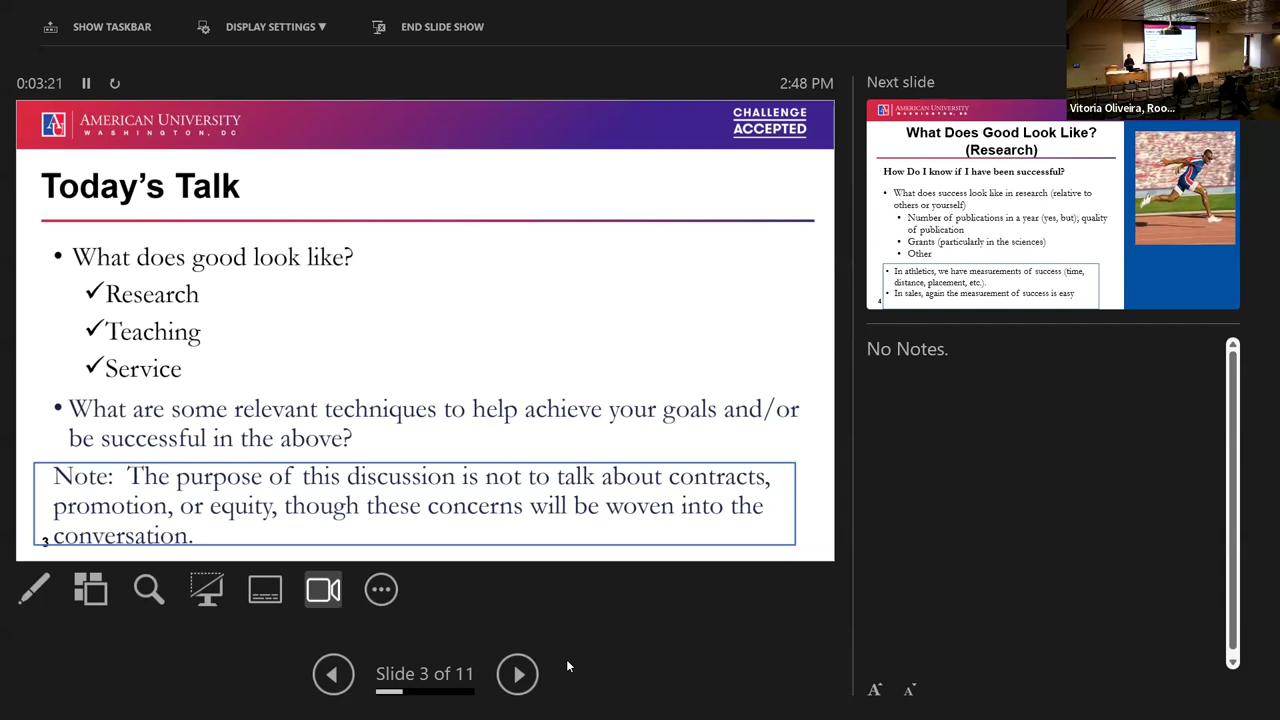 SHOW TASKBAR
DISPLAY SETTINGS ▼
END SLIDE SHOW
0:03:21
2:48 PM
AMERICAN UNIVERSITY
WASHINGTON, DC
CHALLENGE
ACCEPTED
Today's Talk
• What does good look like?
✓Research
✓Teaching
✓Service
• What are some relevant techniques to help achieve your goals and/or
be successful in the above?
Note: The purpose of this discussion is not to talk about contracts,
promotion, or equity, though these concerns will be woven into the
conversation.
3
Slide 3 of 11
Next slide
AMERICAN UNIVERSITY
WASHINGTON, DC
What Does Good Look Like?
(Research)
How Do I know if I have been successful?
• What does success look like in research (relative to
others or yourself)
• Number of publications in a year (yes, but); quality
of publication
• Grants (particularly in the sciences)
• Other
• In athletics, we have measurements of success (time,
distance, placement, etc.).
• In sales, again the measurement of success is easy
4
Vitoria Oliveira, Roo...
No Notes.
A
A